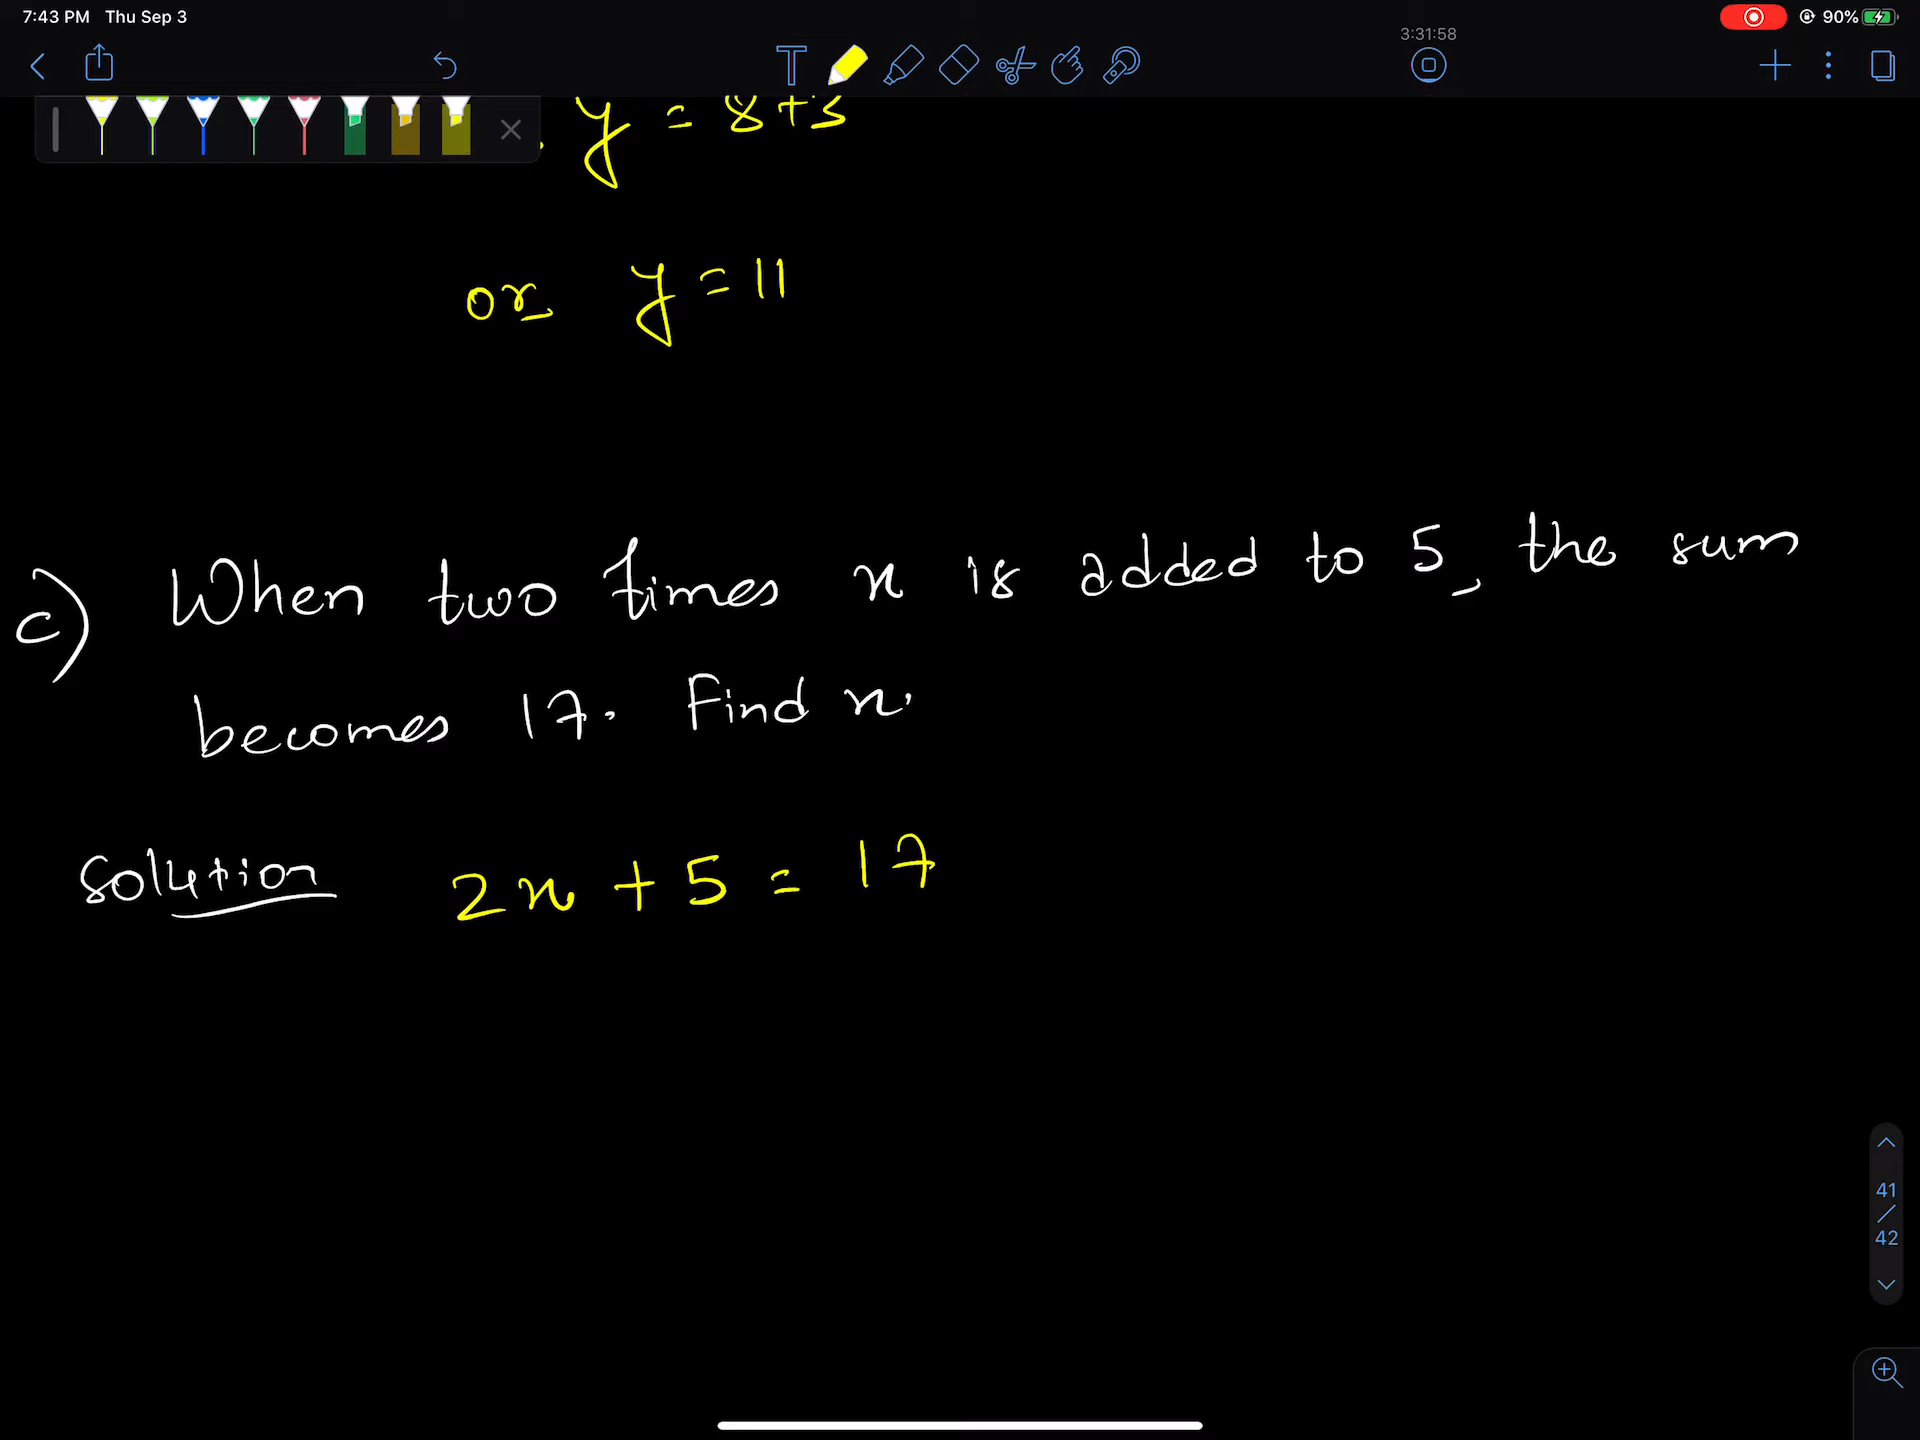 7:43 PM Thu Sep 3
90%
3:31:58
y = 8+3
or y = 11
c) When two times x is added to 5, the sum
becomes 17. Find x.
Solution 2x + 5 = 17
41
/
42